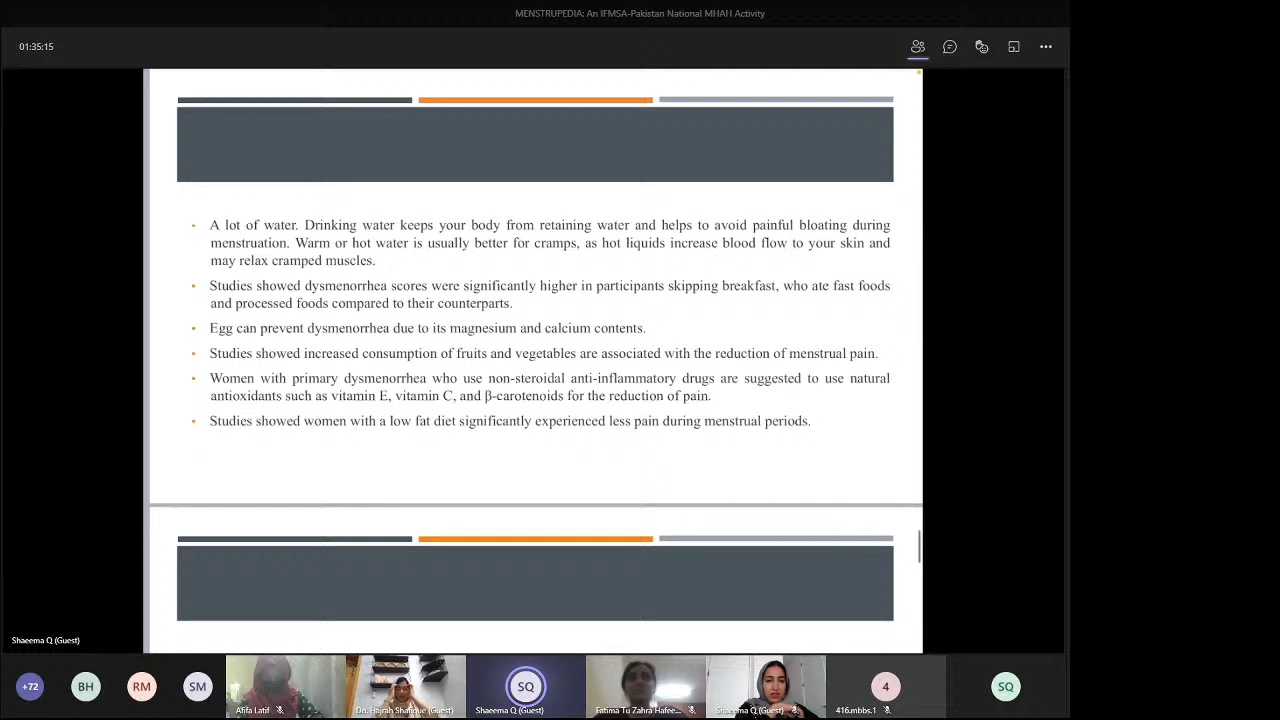 MENSTRUPEDIA: An IFMSA-Pakistan National MHAH Activity
01:35:15
A lot of water. Drinking water keeps your body from retaining water and helps to avoid painful bloating during
menstruation. Warm or hot water is usually better for cramps, as hot liquids increase blood flow to your skin and
may relax cramped muscles.
Studies showed dysmenorrhea scores were significantly higher in participants skipping breakfast, who ate fast foods
and processed foods compared to their counterparts.
Egg can prevent dysmenorrhea due to its magnesium and calcium contents.
Studies showed increased consumption of fruits and vegetables are associated with the reduction of menstrual pain.
Women with primary dysmenorrhea who use non-steroidal anti-inflammatory drugs are suggested to use natural
antioxidants such as vitamin E, vitamin C, and β-carotenoids for the reduction of pain.
Studies showed women with a low fat diet significantly experienced less pain during menstrual periods.
Shaeema Q (Guest)
+72
BH
RM
SM
SQ
4
SQ
Afifa Latif
Dr. Hajrah Shafique (Guest)
Shaeema Q (Guest)
Fatima Tu Zahra Hafee...
Shaeema Q (Guest)
416.mbbs.1